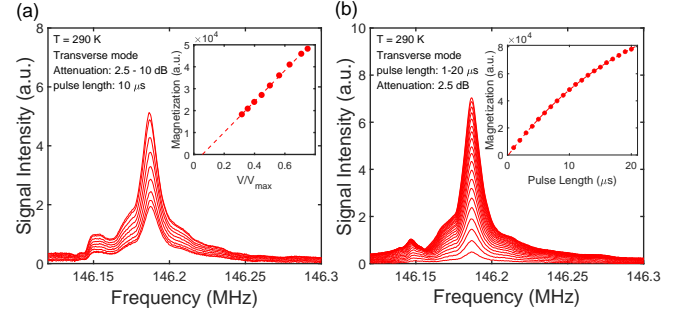 (a)
×10⁴
T = 290 K
Transverse mode
Attenuation: 2.5 - 10 dB
pulse length: 10 μs
Magnetization (a.u.)
5
4
3
2
1
0
0 0.2 0.4 0.6
V/Vmax
Signal Intensity (a.u.)
8
6
4
2
0
146.15 146.2 146.25 146.3
Frequency (MHz)
(b)
×10⁴
T = 290 K
Transverse mode
pulse length: 1-20 μs
Attenuation: 2.5 dB
Magnetization (a.u.)
8
6
4
2
0
0 10 20
Pulse Length (μs)
Signal Intensity (a.u.)
10
8
6
4
2
0
146.15 146.2 146.25 146.3
Frequency (MHz)